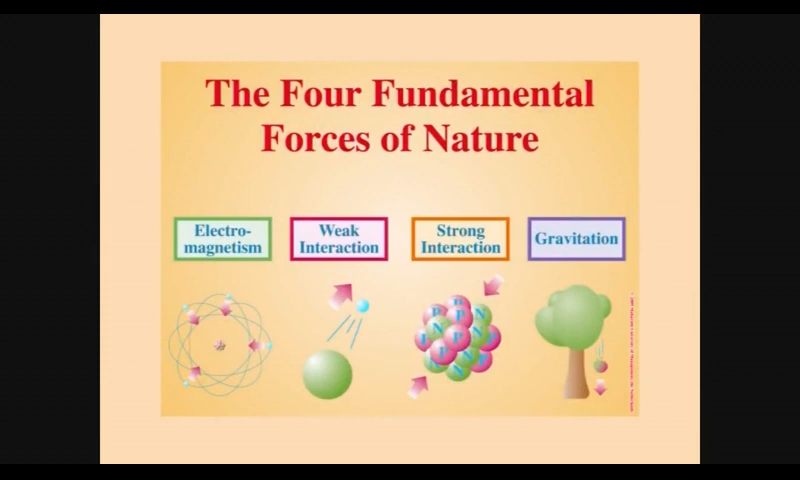 The Four Fundamental
Forces of Nature
Electro-
magnetism
Weak
Interaction
Strong
Interaction
Gravitation
P
P
N
P
N
N
P
N